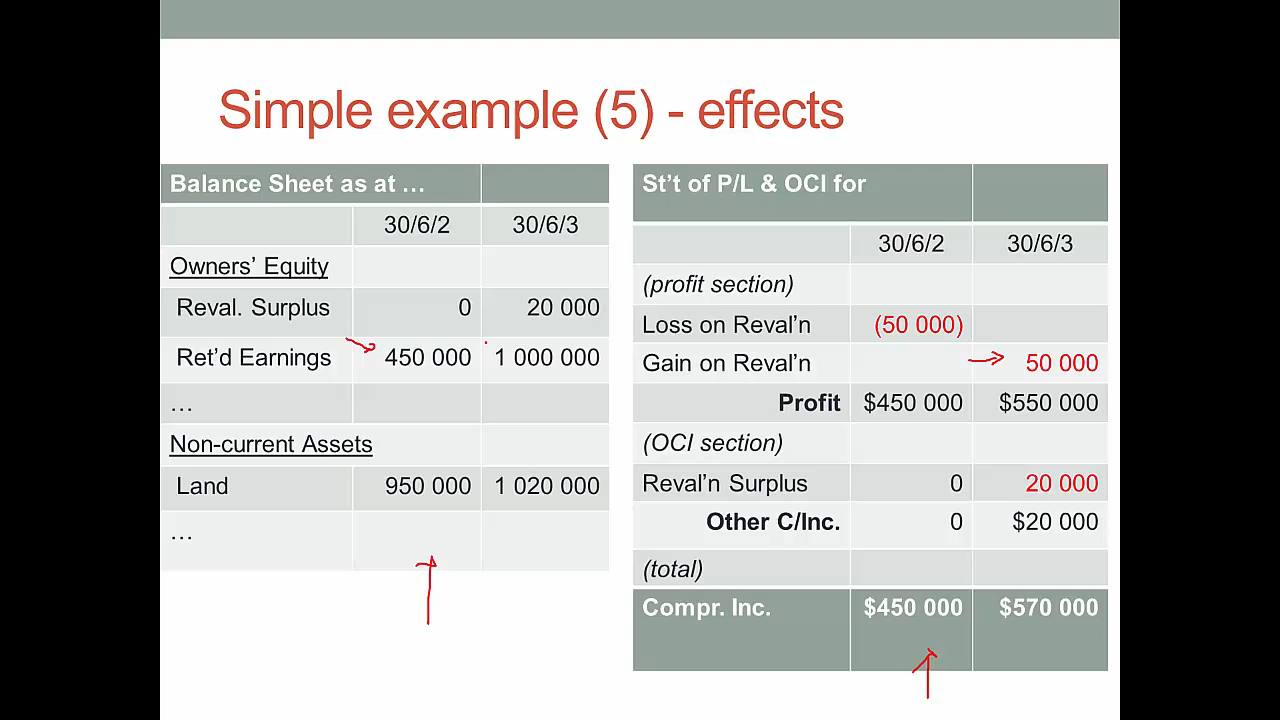 Simple example (5) - effects
Balance Sheet as at …
30/6/2 30/6/3
Owners' Equity
Reval. Surplus 0 20 000
Ret'd Earnings 450 000 1 000 000
…
Non-current Assets
Land 950 000 1 020 000
…
St't of P/L & OCI for
30/6/2 30/6/3
(profit section)
Loss on Reval'n (50 000)
Gain on Reval'n 50 000
Profit $450 000 $550 000
(OCI section)
Reval'n Surplus 0 20 000
Other C/Inc. 0 $20 000
(total)
Compr. Inc. $450 000 $570 000